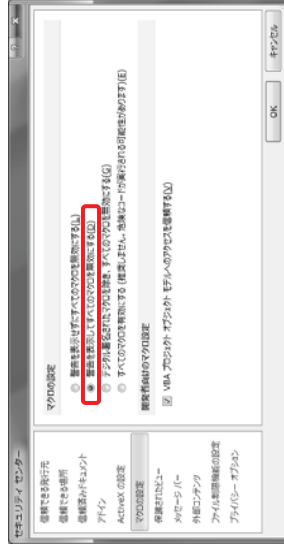 セキュリティ センター
信頼できる発行元
信頼できる場所
信頼済みドキュメント
アドイン
ActiveX の設定
マクロの設定
保護されたビュー
メッセージ バー
外部コンテンツ
ファイル制限機能の設定
プライバシー オプション
マクロの設定
警告を表示せずにすべてのマクロを無効にする(L)
警告を表示してすべてのマクロを無効にする(D)
デジタル署名されたマクロを除き、すべてのマクロを無効にする(G)
すべてのマクロを有効にする (推奨しません。危険なコードが実行される可能性があります)(E)
開発者向けのマクロ設定
VBA プロジェクト オブジェクト モデルへのアクセスを信頼する(V)
OK
キャンセル